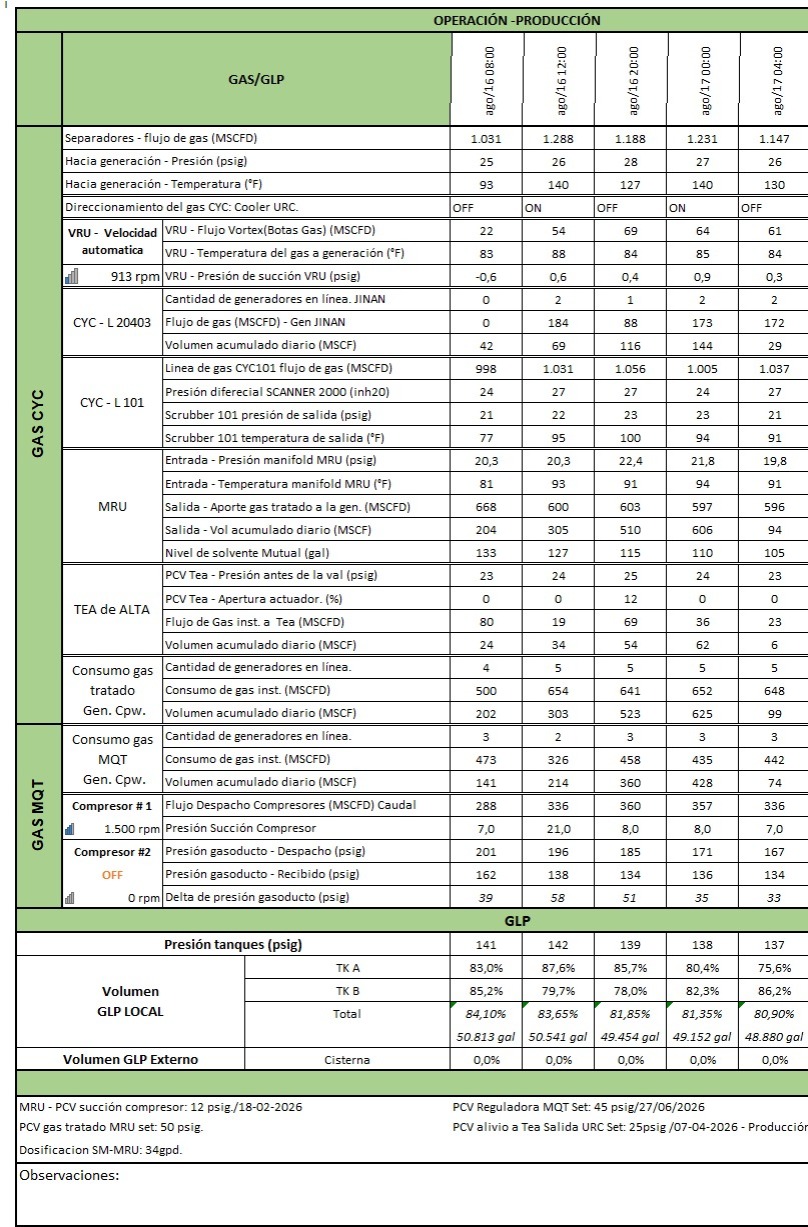 OPERACIÓN -PRODUCCIÓN
GAS/GLP ago/16 08:00 ago/16 12:00 ago/16 20:00 ago/17 00:00 ago/17 04:00
GAS CYC
Separadores - flujo de gas (MSCFD) 1.031 1.288 1.188 1.231 1.147
Hacia generación - Presión (psig) 25 26 28 27 26
Hacia generación - Temperatura (°F) 93 140 127 140 130
Direccionamiento del gas CYC: Cooler URC. OFF ON OFF ON OFF
VRU - Velocidad automatica
913 rpm
VRU - Flujo Vortex(Botas Gas) (MSCFD) 22 54 69 64 61
VRU - Temperatura del gas a generación (°F) 83 88 84 85 84
VRU - Presión de succión VRU (psig) -0,6 0,6 0,4 0,9 0,3
CYC - L 20403
Cantidad de generadores en línea. JINAN 0 2 1 2 2
Flujo de gas (MSCFD) - Gen JINAN 0 184 88 173 172
Volumen acumulado diario (MSCF) 42 69 116 144 29
CYC - L 101
Linea de gas CYC101 flujo de gas (MSCFD) 998 1.031 1.056 1.005 1.037
Presión diferecial SCANNER 2000 (inh20) 24 27 27 24 27
Scrubber 101 presión de salida (psig) 21 22 23 23 21
Scrubber 101 temperatura de salida (°F) 77 95 100 94 91
MRU
Entrada - Presión manifold MRU (psig) 20,3 20,3 22,4 21,8 19,8
Entrada - Temperatura manifold MRU (°F) 81 93 91 94 91
Salida - Aporte gas tratado a la gen. (MSCFD) 668 600 603 597 596
Salida - Vol acumulado diario (MSCF) 204 305 510 606 94
Nivel de solvente Mutual (gal) 133 127 115 110 105
TEA de ALTA
PCV Tea - Presión antes de la val (psig) 23 24 25 24 23
PCV Tea - Apertura actuador. (%) 0 0 12 0 0
Flujo de Gas inst. a Tea (MSCFD) 80 19 69 36 23
Volumen acumulado diario (MSCF) 24 34 54 62 6
Consumo gas tratado Gen. Cpw.
Cantidad de generadores en línea. 4 5 5 5 5
Consumo de gas inst. (MSCFD) 500 654 641 652 648
Volumen acumulado diario (MSCF) 202 303 523 625 99
GAS MQT
Consumo gas MQT Gen. Cpw.
Cantidad de generadores en línea. 3 2 3 3 3
Consumo de gas inst. (MSCFD) 473 326 458 435 442
Volumen acumulado diario (MSCF) 141 214 360 428 74
Compresor # 1
1.500 rpm
Flujo Despacho Compresores (MSCFD) Caudal 288 336 360 357 336
Presión Succión Compresor 7,0 21,0 8,0 8,0 7,0
Compresor #2
OFF
0 rpm
Presión gasoducto - Despacho (psig) 201 196 185 171 167
Presión gasoducto - Recibido (psig) 162 138 134 136 134
Delta de presión gasoducto (psig) 39 58 51 35 33
GLP
Presión tanques (psig) 141 142 139 138 137
Volumen GLP LOCAL
TK A 83,0% 87,6% 85,7% 80,4% 75,6%
TK B 85,2% 79,7% 78,0% 82,3% 86,2%
Total 84,10% 83,65% 81,85% 81,35% 80,90%
50.813 gal 50.541 gal 49.454 gal 49.152 gal 48.880 gal
Volumen GLP Externo Cisterna 0,0% 0,0% 0,0% 0,0% 0,0%
MRU - PCV succión compresor: 12 psig./18-02-2026 PCV Reguladora MQT Set: 45 psig/27/06/2026
PCV gas tratado MRU set: 50 psig. PCV alivio a Tea Salida URC Set: 25psig /07-04-2026 - Producción
Dosificacion SM-MRU: 34gpd.
Observaciones: